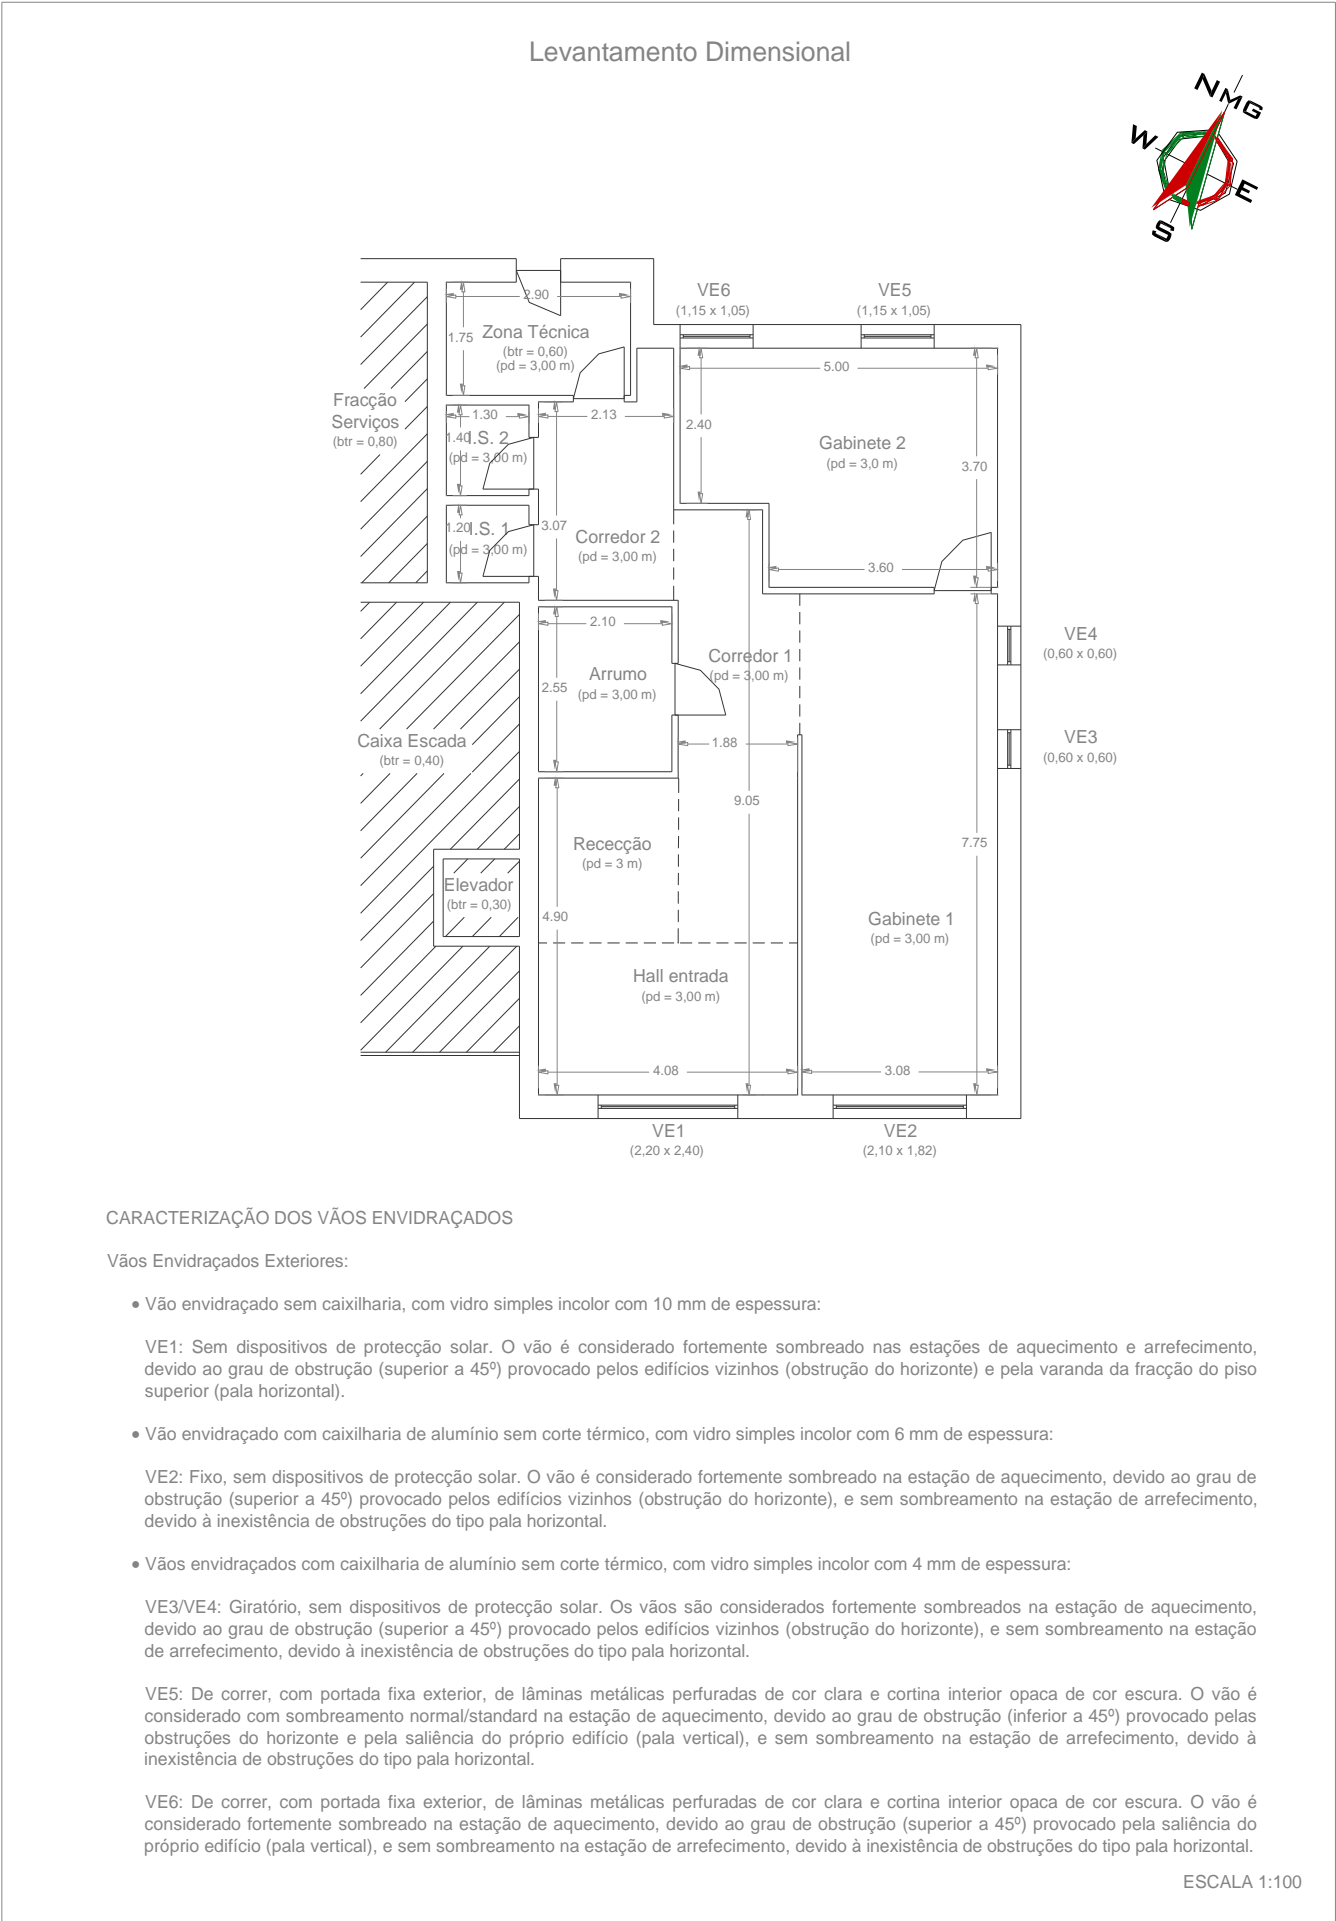 Levantamento Dimensional
NMG
W
E
S
VE6
(1,15 x 1,05)
VE5
(1,15 x 1,05)
2.90
1.75
Zona Técnica
(btr = 0,60)
(pd = 3,00 m)
5.00
Fracção
Serviços
(btr = 0,80)
1.30
2.13
2.40
1.40
I.S. 2
(pd = 3,00 m)
Gabinete 2
(pd = 3,0 m)
3.70
1.20
I.S. 1
(pd = 3,00 m)
3.07
Corredor 2
(pd = 3,00 m)
3.60
2.10
VE4
(0,60 x 0,60)
Corredor 1
(pd = 3,00 m)
Arrumo
(pd = 3,00 m)
2.55
Caixa Escada
(btr = 0,40)
1.88
VE3
(0,60 x 0,60)
9.05
Rececção
(pd = 3 m)
7.75
Elevador
(btr = 0,30)
4.90
Gabinete 1
(pd = 3,00 m)
Hall entrada
(pd = 3,00 m)
4.08
3.08
VE1
(2,20 x 2,40)
VE2
(2,10 x 1,82)
CARACTERIZAÇÃO DOS VÃOS ENVIDRAÇADOS
Vãos Envidraçados Exteriores:
• Vão envidraçado sem caixilharia, com vidro simples incolor com 10 mm de espessura:
VE1: Sem dispositivos de protecção solar. O vão é considerado fortemente sombreado nas estações de aquecimento e arrefecimento,
devido ao grau de obstrução (superior a 45º) provocado pelos edifícios vizinhos (obstrução do horizonte) e pela varanda da fracção do piso
superior (pala horizontal).
• Vão envidraçado com caixilharia de alumínio sem corte térmico, com vidro simples incolor com 6 mm de espessura:
VE2: Fixo, sem dispositivos de protecção solar. O vão é considerado fortemente sombreado na estação de aquecimento, devido ao grau de
obstrução (superior a 45º) provocado pelos edifícios vizinhos (obstrução do horizonte), e sem sombreamento na estação de arrefecimento,
devido à inexistência de obstruções do tipo pala horizontal.
• Vãos envidraçados com caixilharia de alumínio sem corte térmico, com vidro simples incolor com 4 mm de espessura:
VE3/VE4: Giratório, sem dispositivos de protecção solar. Os vãos são considerados fortemente sombreados na estação de aquecimento,
devido ao grau de obstrução (superior a 45º) provocado pelos edifícios vizinhos (obstrução do horizonte), e sem sombreamento na estação
de arrefecimento, devido à inexistência de obstruções do tipo pala horizontal.
VE5: De correr, com portada fixa exterior, de lâminas metálicas perfuradas de cor clara e cortina interior opaca de cor escura. O vão é
considerado com sombreamento normal/standard na estação de aquecimento, devido ao grau de obstrução (inferior a 45º) provocado pelas
obstruções do horizonte e pela saliência do próprio edifício (pala vertical), e sem sombreamento na estação de arrefecimento, devido à
inexistência de obstruções do tipo pala horizontal.
VE6: De correr, com portada fixa exterior, de lâminas metálicas perfuradas de cor clara e cortina interior opaca de cor escura. O vão é
considerado fortemente sombreado na estação de aquecimento, devido ao grau de obstrução (superior a 45º) provocado pela saliência do
próprio edifício (pala vertical), e sem sombreamento na estação de arrefecimento, devido à inexistência de obstruções do tipo pala horizontal.
ESCALA 1:100